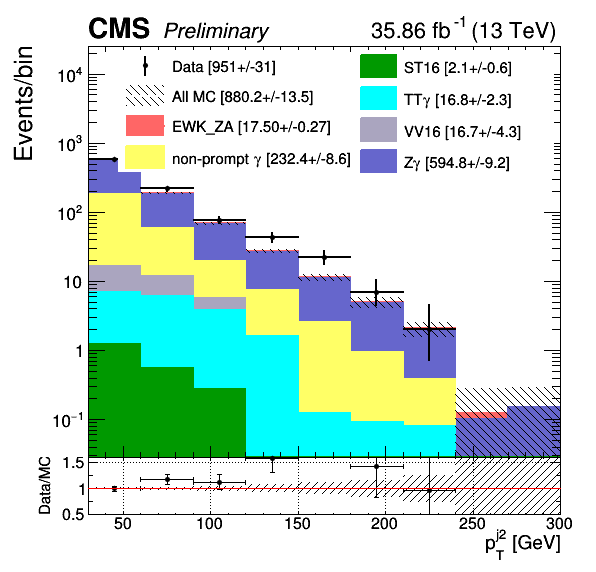 CMS Preliminary 35.86 fb⁻¹ (13 TeV)
Events/bin
Data [951+/-31]
All MC [880.2+/-13.5]
EWK_ZA [17.50+/-0.27]
non-prompt γ [232.4+/-8.6]
ST16 [2.1+/-0.6]
TTγ [16.8+/-2.3]
VV16 [16.7+/-4.3]
Zγ [594.8+/-9.2]
10⁴
10³
10²
10
1
10⁻¹
Data/MC
1.5
1
0.5
50 100 150 200 250 300
p_T^j2 [GeV]